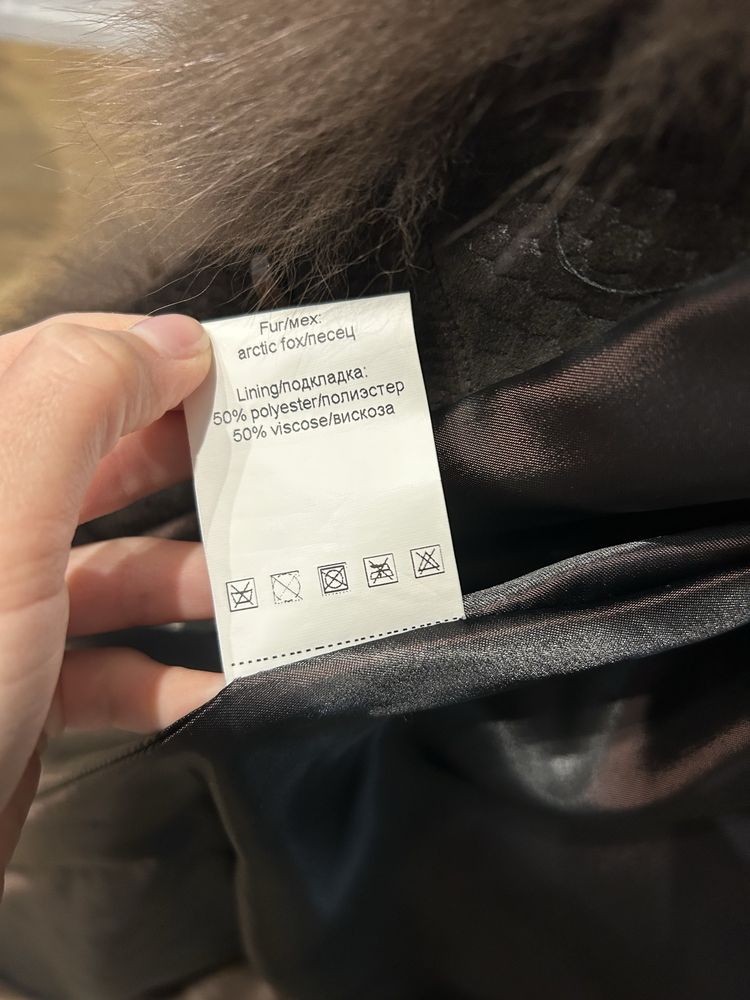 Fur/мех:
arctic fox/песец
Lining/подкладка:
50% polyester/полиэстер
50% viscose/вискоза